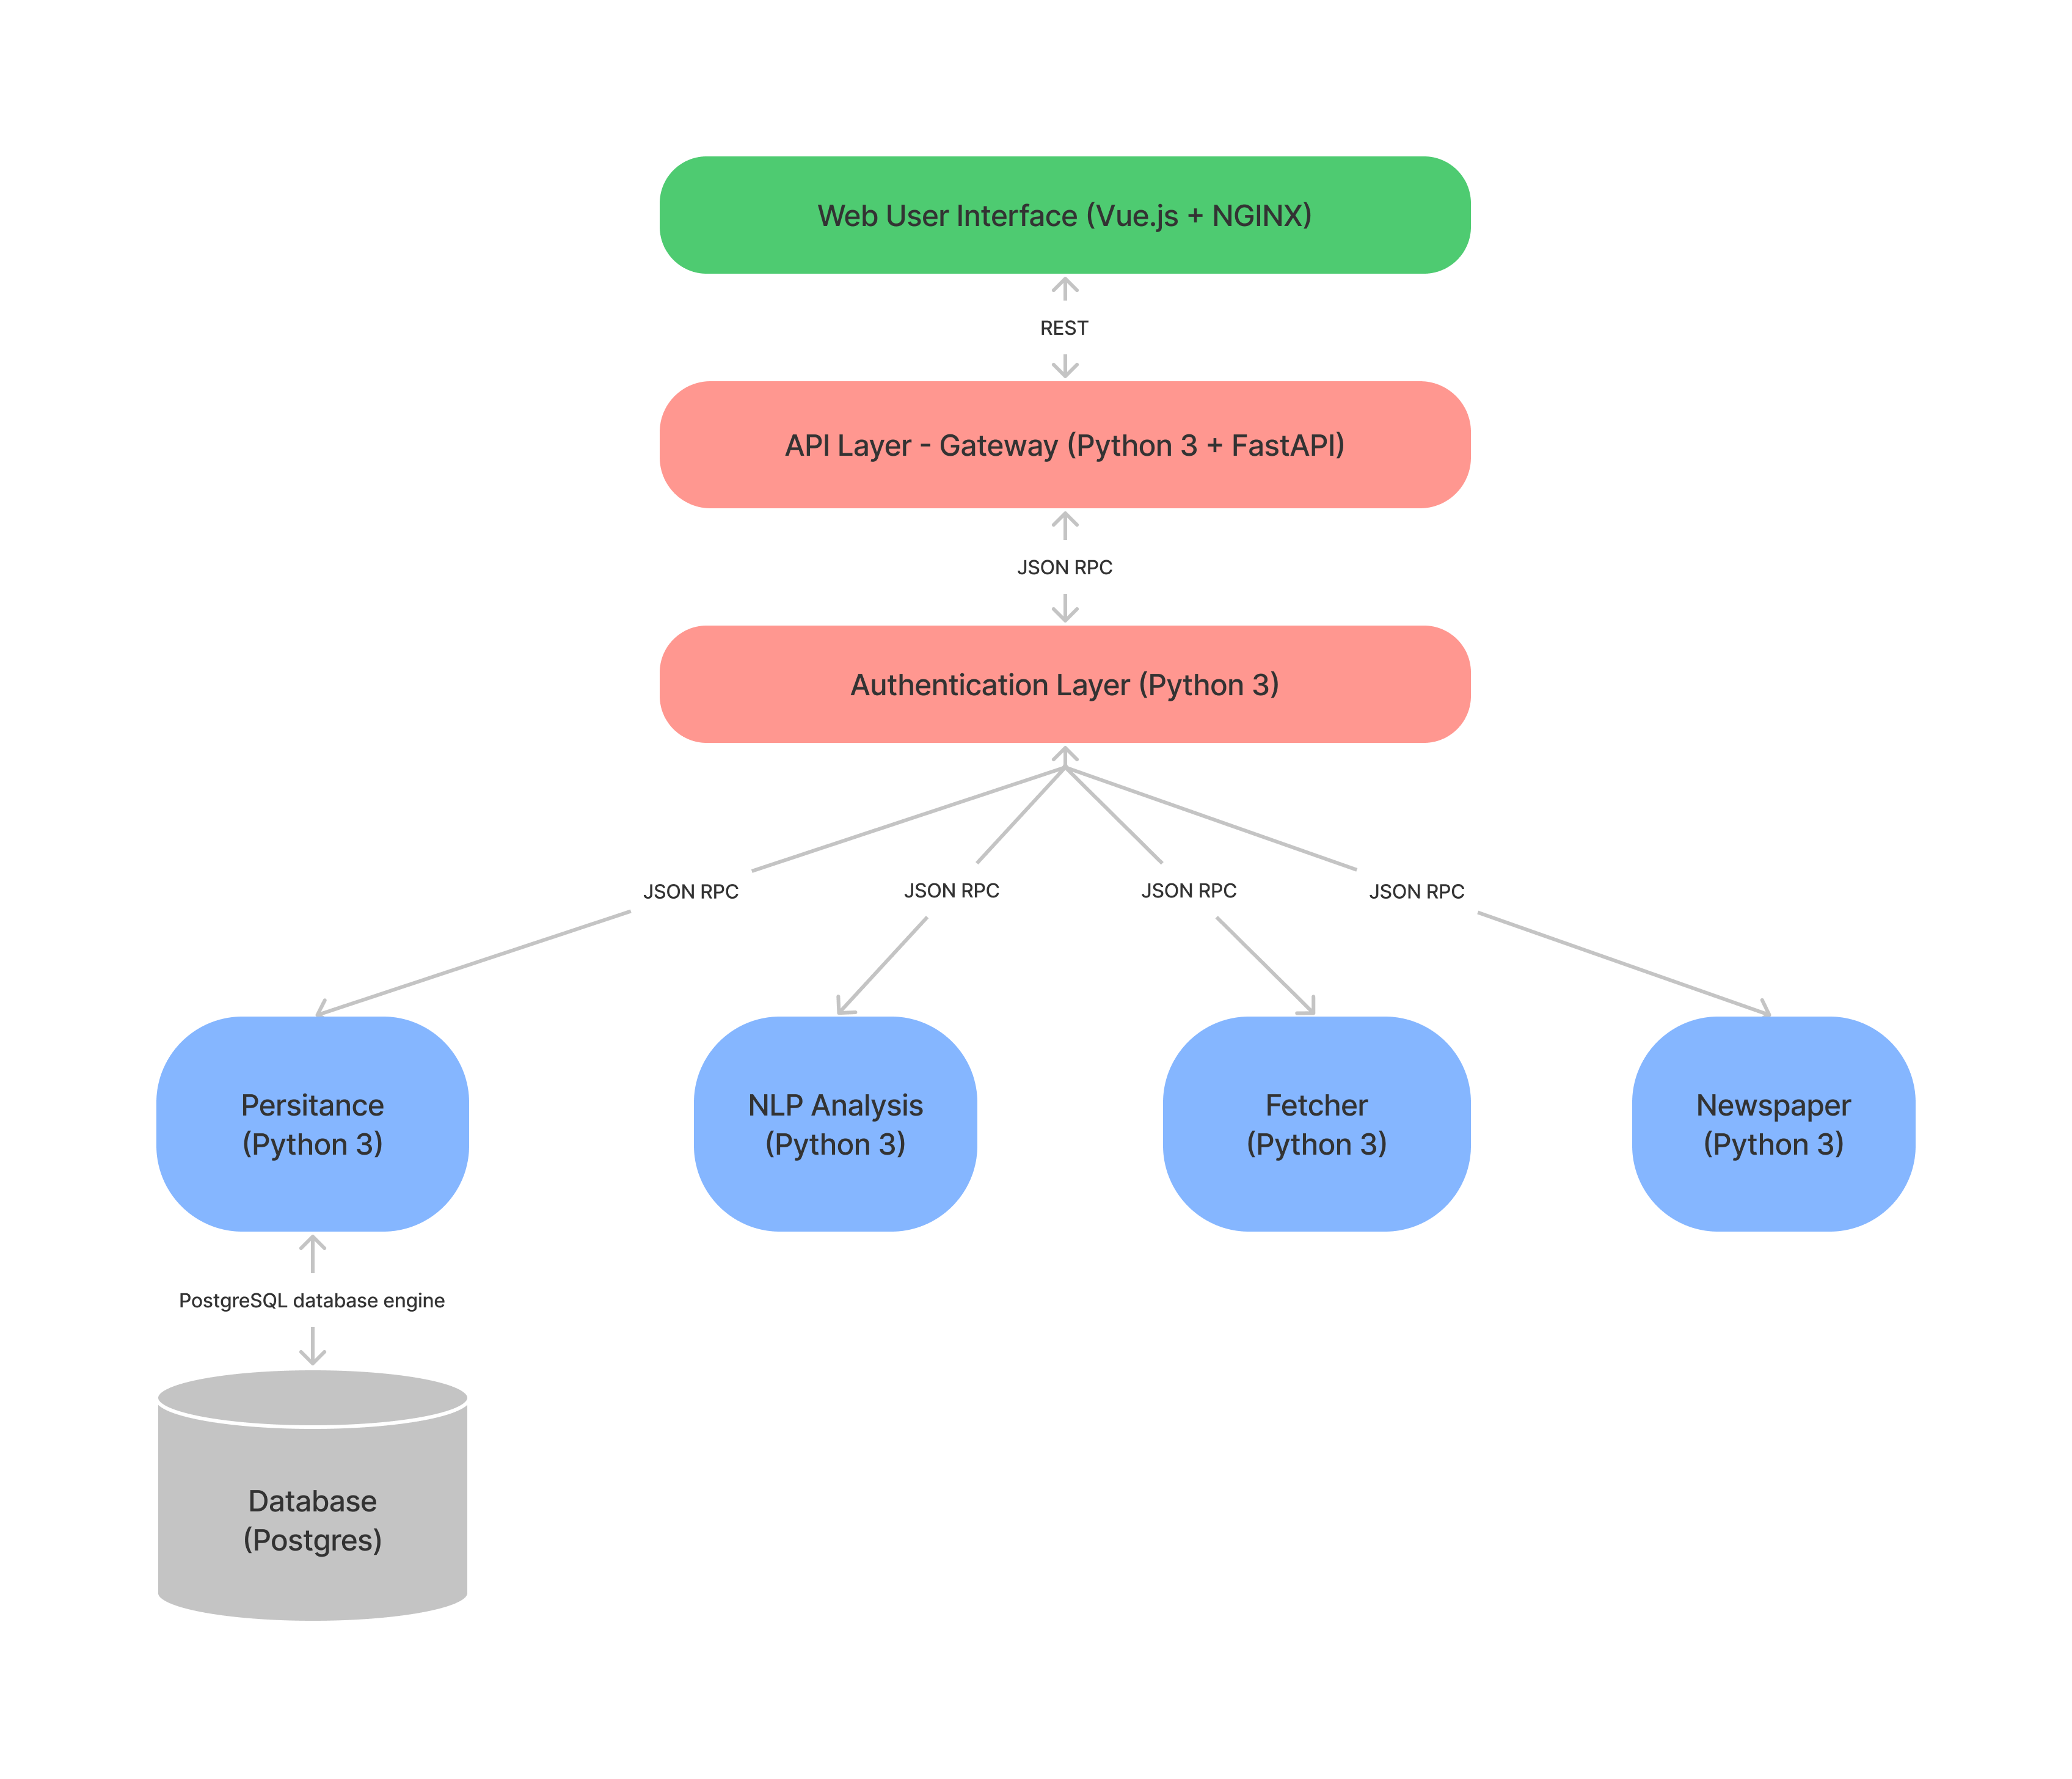 Web User Interface (Vue.js + NGINX)
REST
API Layer - Gateway (Python 3 + FastAPI)
JSON RPC
Authentication Layer (Python 3)
JSON RPC
JSON RPC
JSON RPC
JSON RPC
Persitance
(Python 3)
NLP Analysis
(Python 3)
Fetcher
(Python 3)
Newspaper
(Python 3)
PostgreSQL database engine
Database
(Postgres)